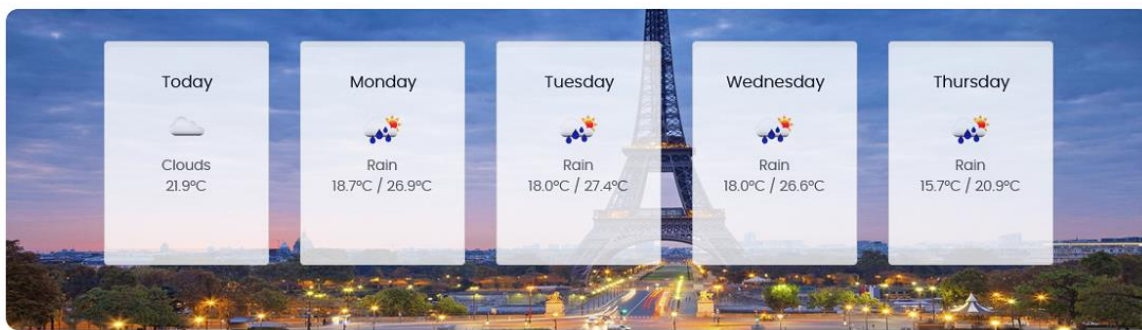 Today
Clouds
21.9°C
Monday
Rain
18.7°C / 26.9°C
Tuesday
Rain
18.0°C / 27.4°C
Wednesday
Rain
18.0°C / 26.6°C
Thursday
Rain
15.7°C / 20.9°C